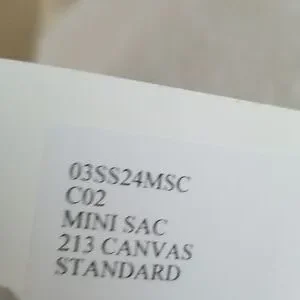 03SS24MSC
C02
MINI SAC
213 CANVAS
STANDARD